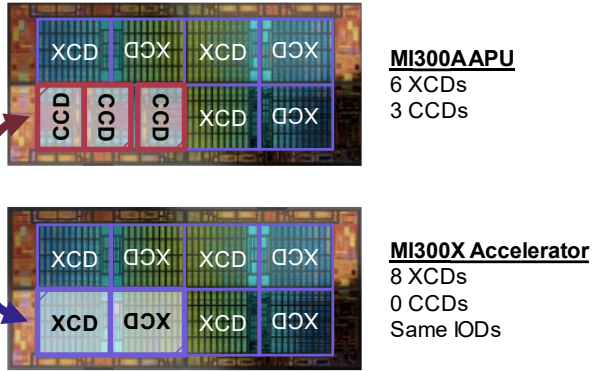 XCD XCD XCD XCD
CCD CCD CCD XCD XCD
MI300A APU
6 XCDs
3 CCDs
XCD XCD XCD XCD
XCD XCD XCD XCD
MI300X Accelerator
8 XCDs
0 CCDs
Same IODs